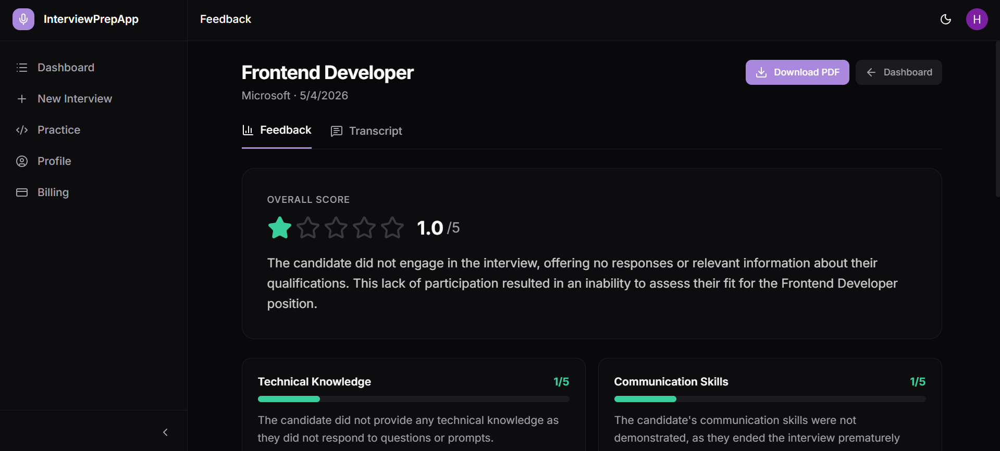 InterviewPrepApp
Feedback
H
Dashboard
New Interview
Practice
Profile
Billing
Frontend Developer
Microsoft · 5/4/2026
Download PDF
Dashboard
Feedback
Transcript
OVERALL SCORE
1.0 /5
The candidate did not engage in the interview, offering no responses or relevant information about their
qualifications. This lack of participation resulted in an inability to assess their fit for the Frontend Developer
position.
Technical Knowledge
1/5
The candidate did not provide any technical knowledge as
they did not respond to questions or prompts.
Communication Skills
1/5
The candidate's communication skills were not
demonstrated, as they ended the interview prematurely